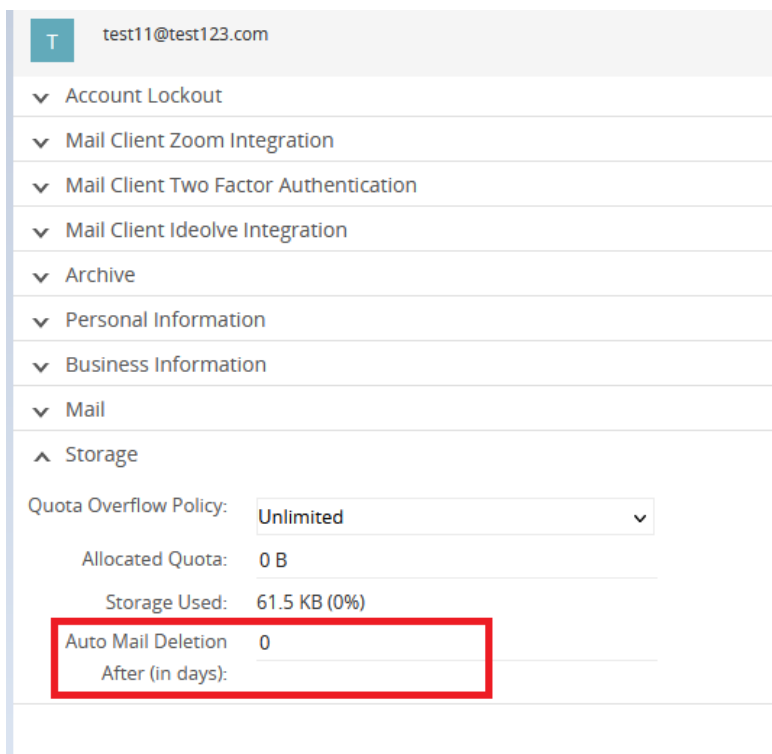 T
test11@test123.com
Account Lockout
Mail Client Zoom Integration
Mail Client Two Factor Authentication
Mail Client Ideolve Integration
Archive
Personal Information
Business Information
Mail
Storage
Quota Overflow Policy: Unlimited
Allocated Quota: 0 B
Storage Used: 61.5 KB (0%)
Auto Mail Deletion 0
After (in days):